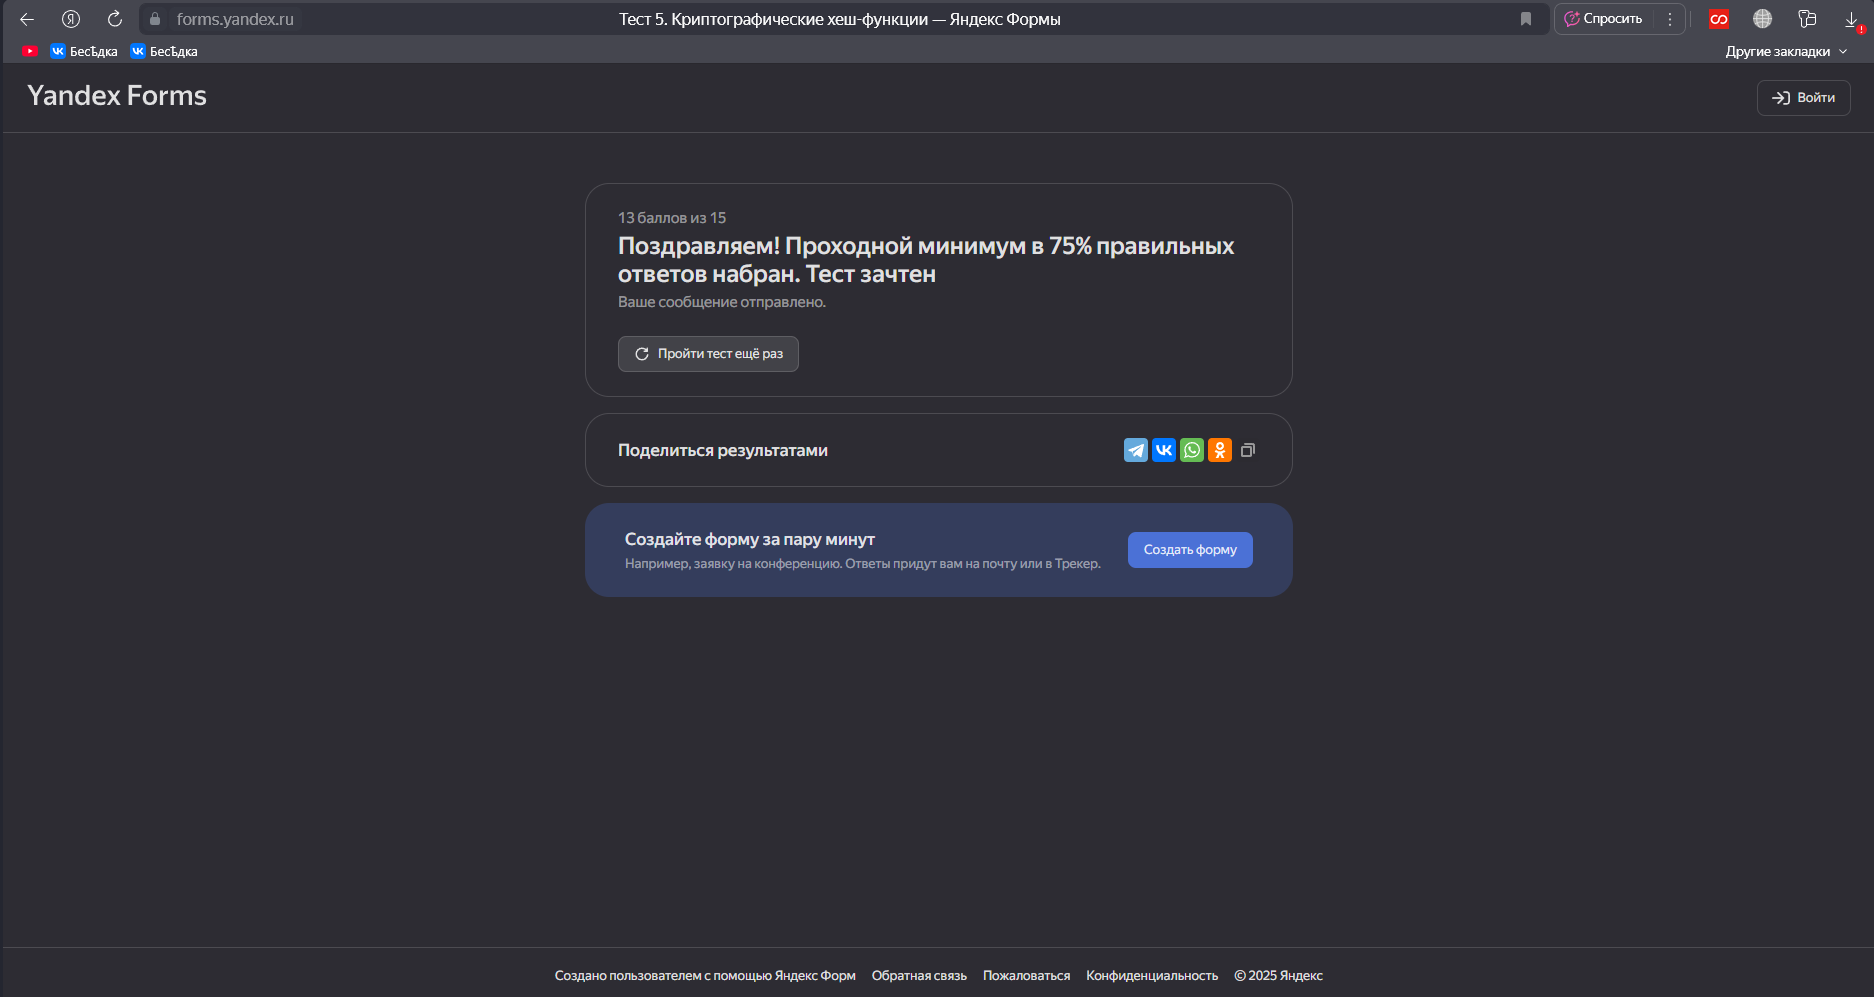 forms.yandex.ru
Тест 5. Криптографические хеш-функции — Яндекс Формы
Спросить
Бесѣдка
Бесѣдка
Другие закладки
Yandex Forms
Войти
13 баллов из 15
Поздравляем! Проходной минимум в 75% правильных
ответов набран. Тест зачтен
Ваше сообщение отправлено.
Пройти тест ещё раз
Поделиться результатами
Создайте форму за пару минут
Например, заявку на конференцию. Ответы придут вам на почту или в Трекер.
Создать форму
Создано пользователем с помощью Яндекс Форм Обратная связь Пожаловаться Конфиденциальность © 2025 Яндекс